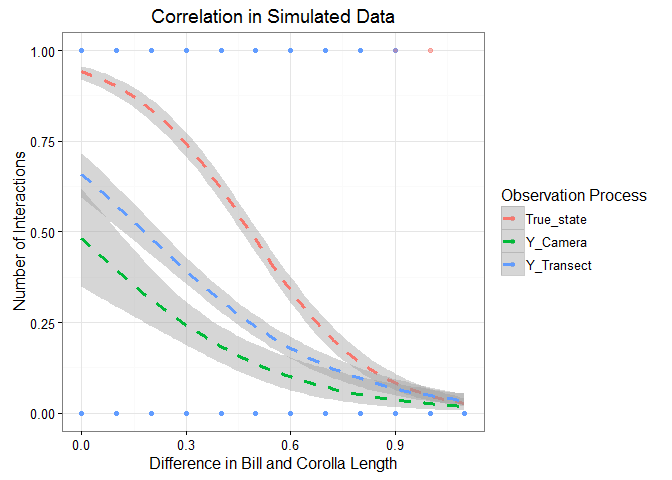 Correlation in Simulated Data
Number of Interactions
1.00
0.75
0.50
0.25
0.00
0.0 0.3 0.6 0.9
Difference in Bill and Corolla Length
Observation Process
True_state
Y_Camera
Y_Transect